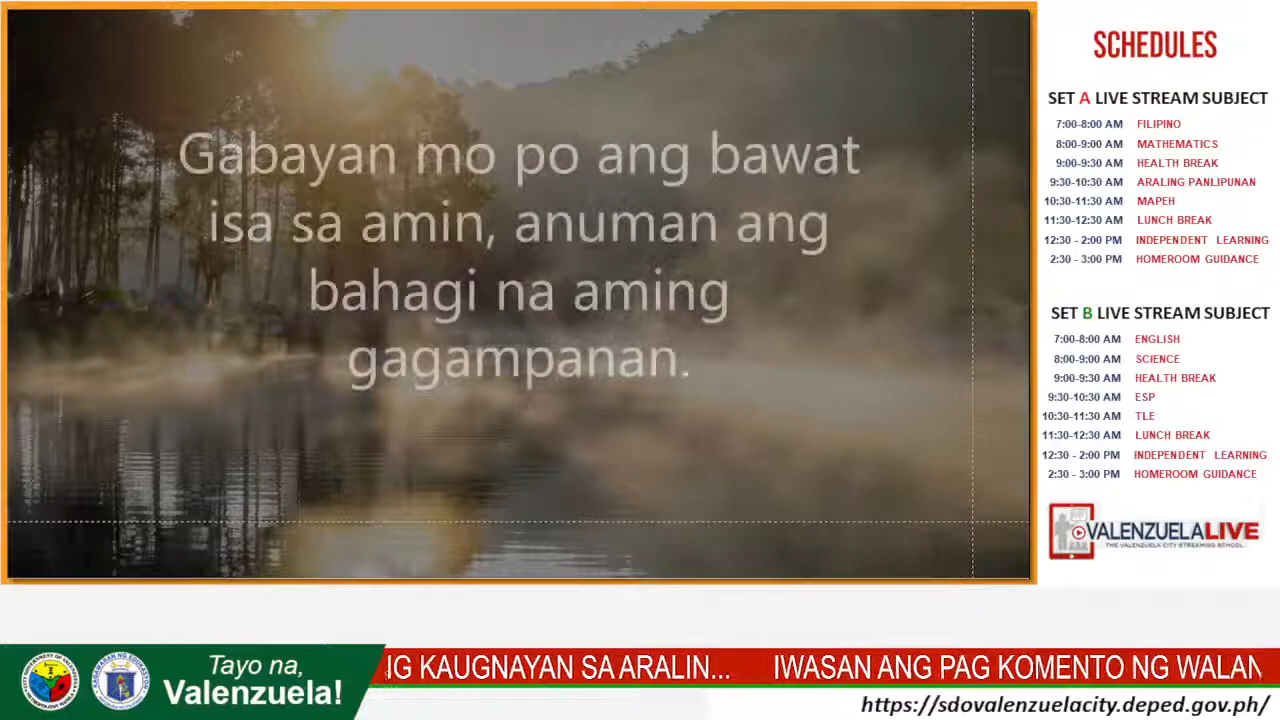 Gabayan mo po ang bawat
isa sa amin, anuman ang
bahagi na aming
gagampanan.
SCHEDULES
SET A LIVE STREAM SUBJECT
7:00-8:00 AM FILIPINO
8:00-9:00 AM MATHEMATICS
9:00-9:30 AM HEALTH BREAK
9:30-10:30 AM ARALING PANLIPUNAN
10:30-11:30 AM MAPEH
11:30-12:30 AM LUNCH BREAK
12:30 - 2:00 PM INDEPENDENT LEARNING
2:30 - 3:00 PM HOMEROOM GUIDANCE
SET B LIVE STREAM SUBJECT
7:00-8:00 AM ENGLISH
8:00-9:00 AM SCIENCE
9:00-9:30 AM HEALTH BREAK
9:30-10:30 AM ESP
10:30-11:30 AM TLE
11:30-12:30 AM LUNCH BREAK
12:30 - 2:00 PM INDEPENDENT LEARNING
2:30 - 3:00 PM HOMEROOM GUIDANCE
VALENZUELALIVE
THE VALENZUELA CITY STREAMING SCHOOL
Tayo na,
Valenzuela!
KAUGNAYAN SA ARALIN... IWASAN ANG PAG KOMENTO NG WALAN
https://sdovalenzuelacity.deped.gov.ph/